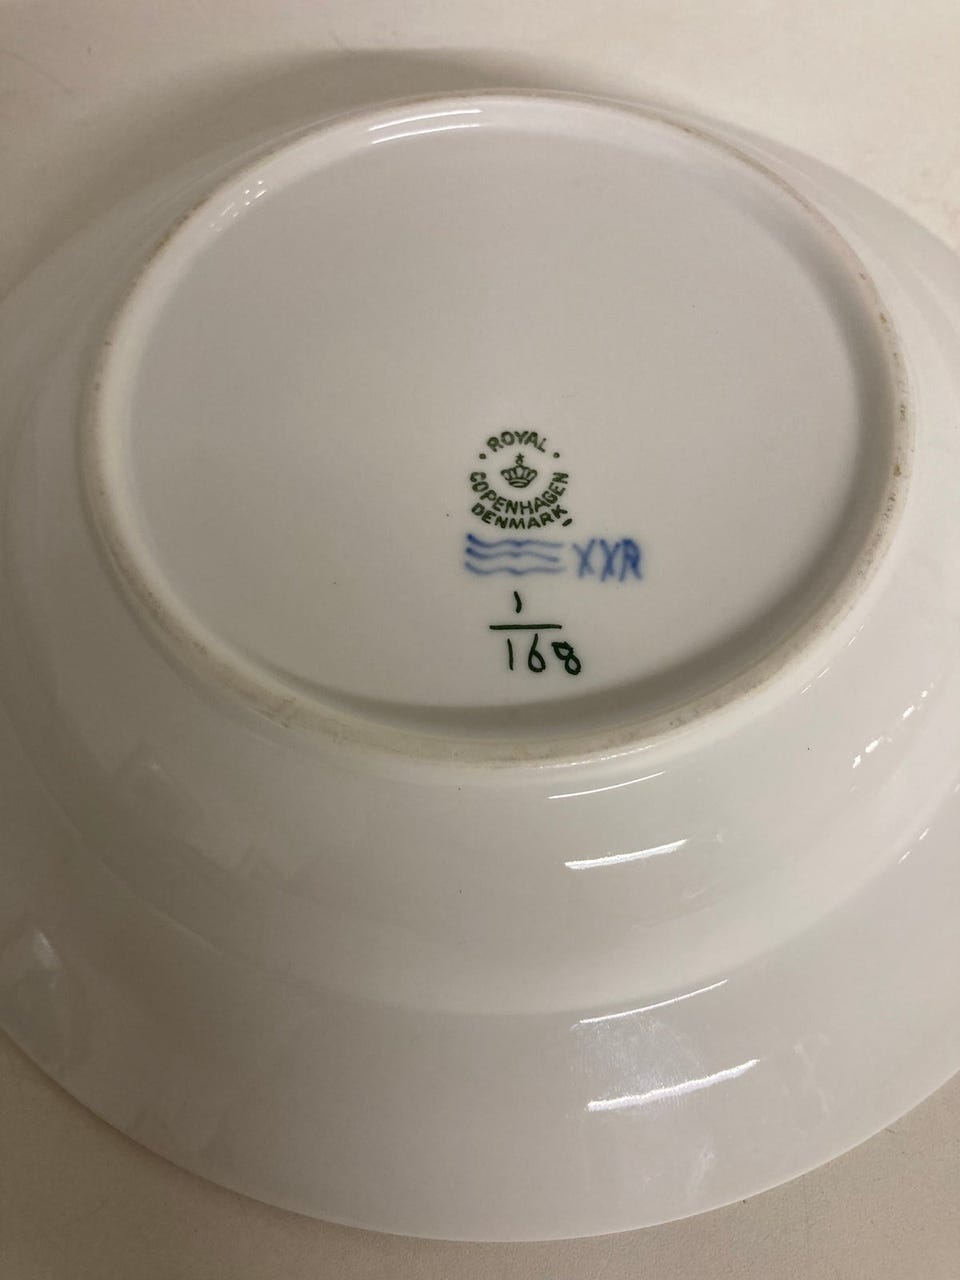 ROYAL
COPENHAGEN
DENMARK
XXR
1
168